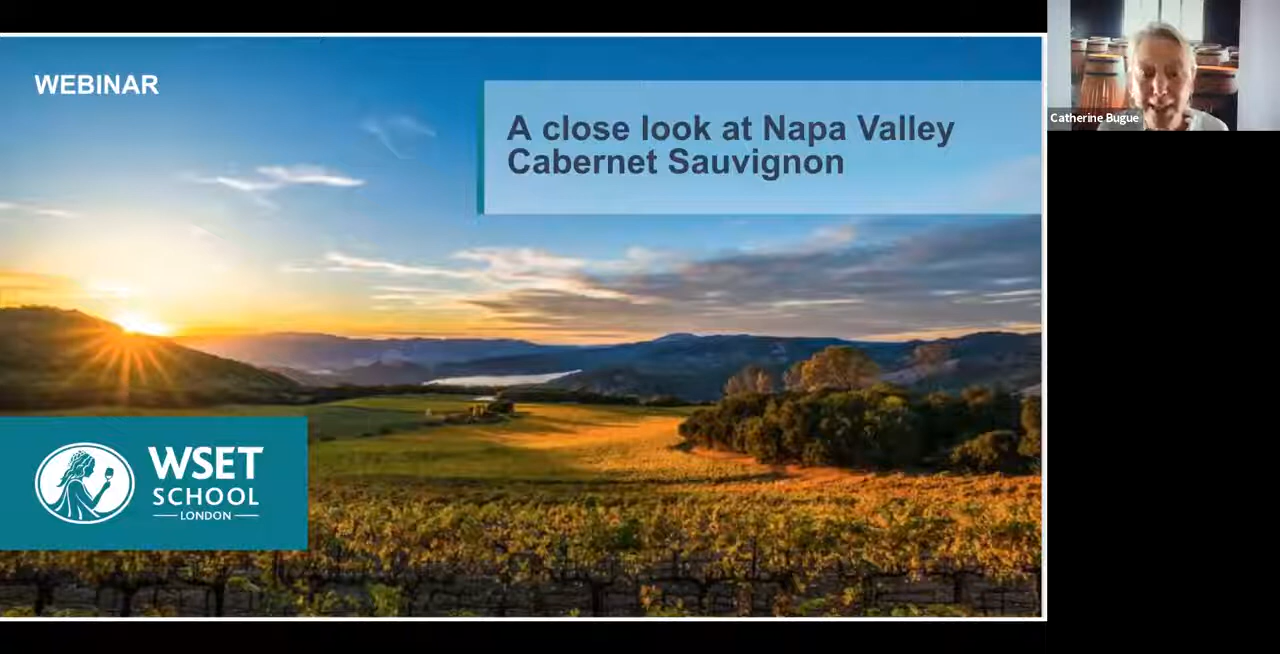 WEBINAR
A close look at Napa Valley
Cabernet Sauvignon
Catherine Bugue
WSET
SCHOOL
LONDON